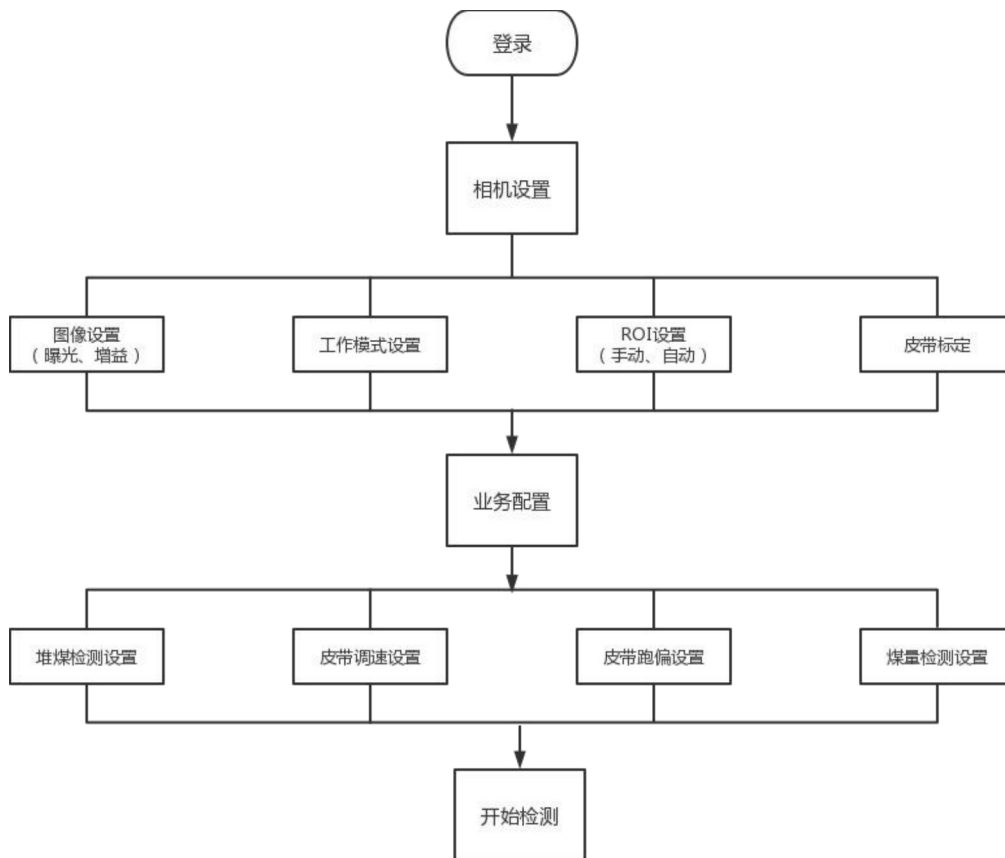 登录
相机设置
图像设置
（曝光、增益）
工作模式设置
ROI设置
（手动、自动）
皮带标定
业务配置
堆煤检测设置
皮带调速设置
皮带跑偏设置
煤量检测设置
开始检测